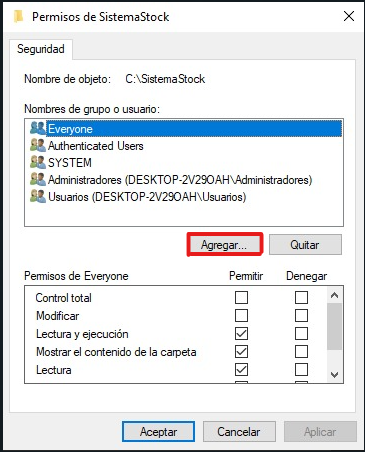 Permisos de SistemaStock
Seguridad
Nombre de objeto: C:\SistemaStock
Nombres de grupo o usuario:
Everyone
Authenticated Users
SYSTEM
Administradores (DESKTOP-2V29OAH\Administradores)
Usuarios (DESKTOP-2V29OAH\Usuarios)
Agregar... Quitar
Permisos de Everyone Permitir Denegar
Control total
Modificar
Lectura y ejecución
Mostrar el contenido de la carpeta
Lectura
Aceptar Cancelar Aplicar